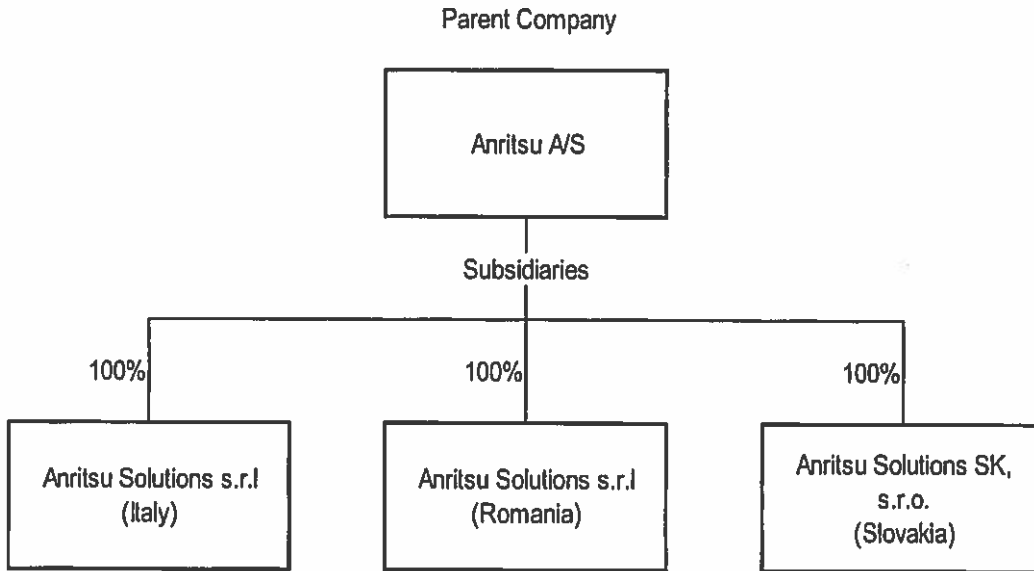 Parent Company
Anritsu A/S
Subsidiaries
100%
100%
100%
Anritsu Solutions s.r.l
(Italy)
Anritsu Solutions s.r.l
(Romania)
Anritsu Solutions SK,
s.r.o.
(Slovakia)